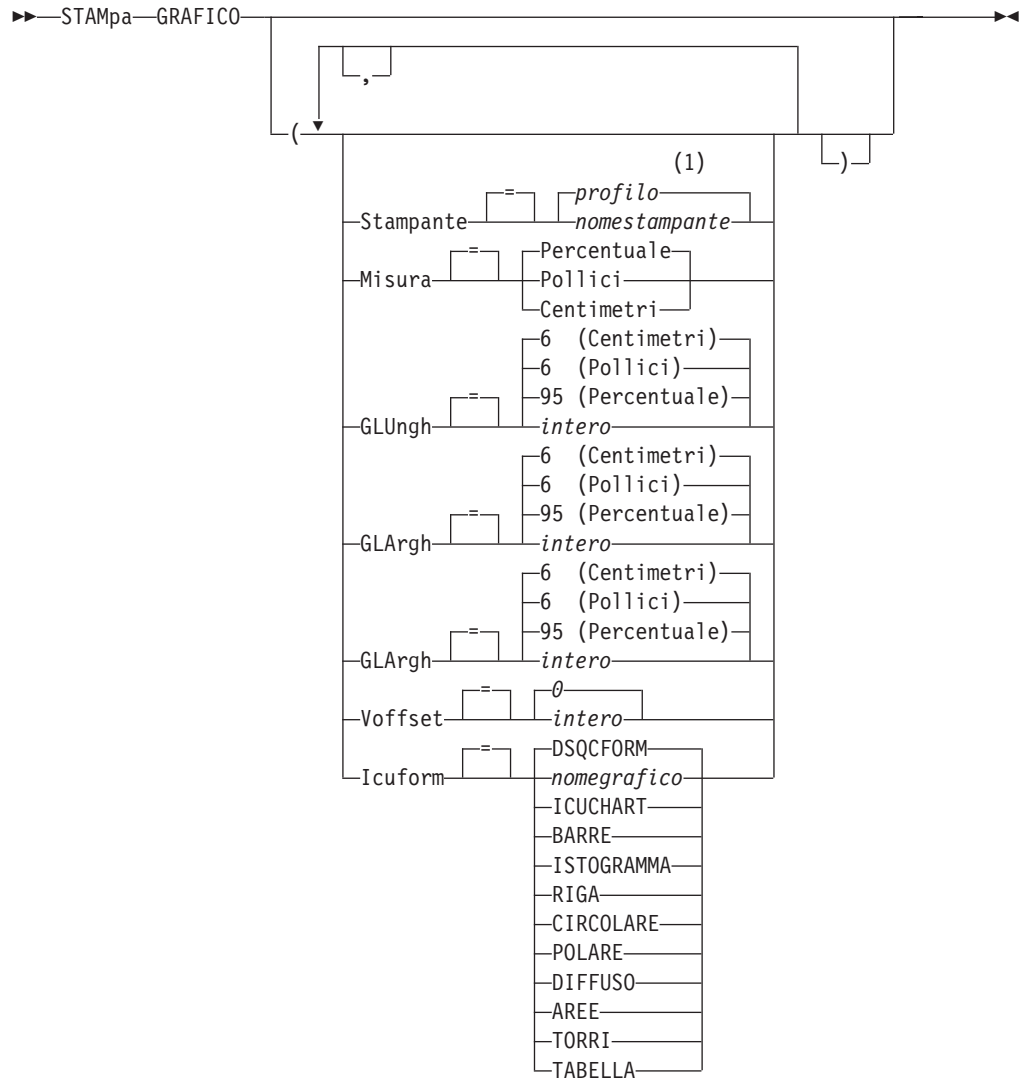 STAMpa GRAFICO
,
(
)
(1)
profilo
Stampante = nomestampante
Percentuale
Misura = Pollici
Centimetri
6 (Centimetri)
6 (Pollici)
95 (Percentuale)
GLUngh = intero
6 (Centimetri)
6 (Pollici)
95 (Percentuale)
GLArgh = intero
6 (Centimetri)
6 (Pollici)
95 (Percentuale)
GLArgh = intero
0
Voffset = intero
DSQCFORM
Icuform = nomegrafico
ICUCHART
BARRE
ISTOGRAMMA
RIGA
CIRCOLARE
POLARE
DIFFUSO
AREE
TORRI
TABELLA